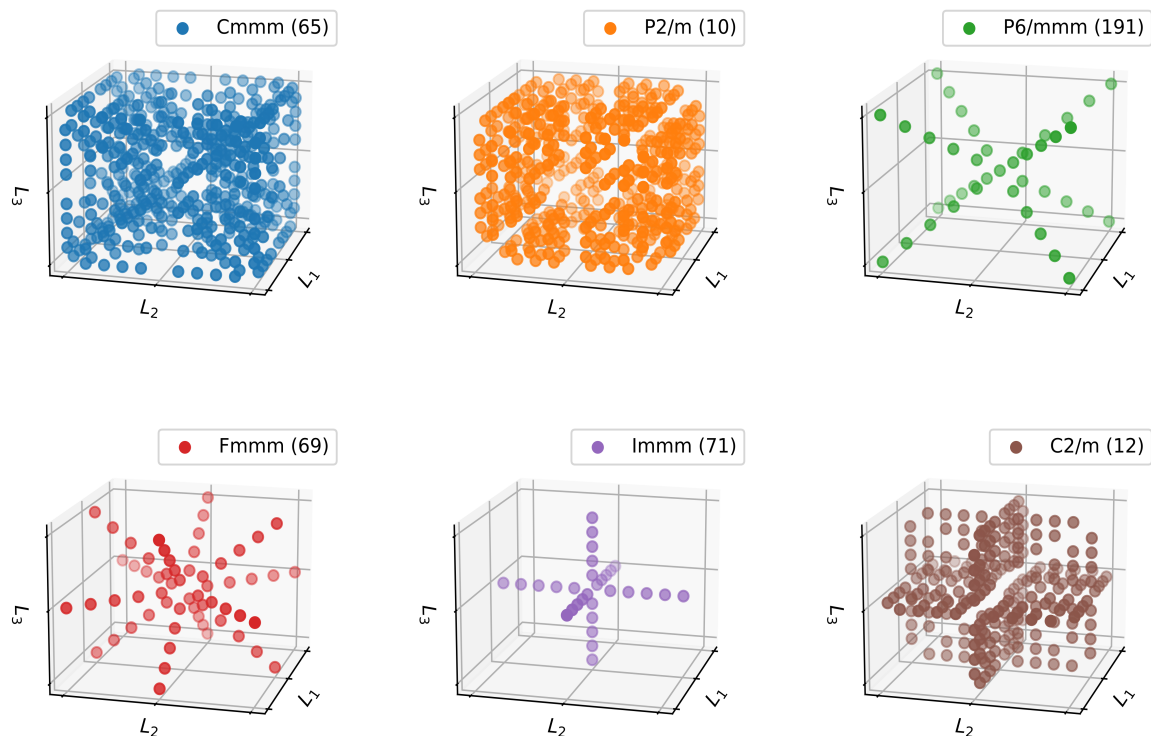 Cmmm (65)
P2/m (10)
P6/mmm (191)
L3
L1
L2
L3
L1
L2
L3
L1
L2
Fmmm (69)
Immm (71)
C2/m (12)
L3
L1
L2
L3
L1
L2
L3
L1
L2